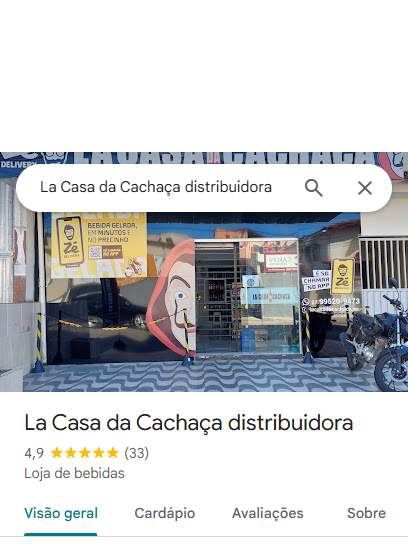 LA CASA DA CACHAÇA
DELIVERY
La Casa da Cachaça distribuidora
Zé
DELIVERY
BEBIDA GELADA,
EM MINUTOS E
NO PRECINHO
É SÓ
CHAMAR
NO APP
Zé
LA CASA DA CACHAÇA
99520-9473
La Casa da Cachaça distribuidora
4,9 ★★★★★ (33)
Loja de bebidas
Visão geral Cardápio Avaliações Sobre